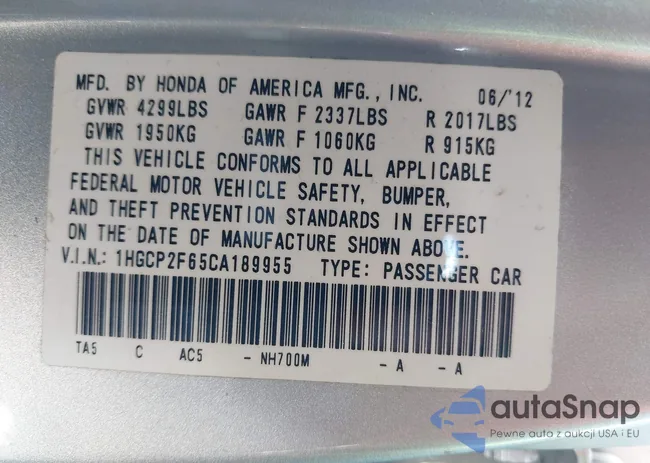 MFD. BY HONDA OF AMERICA MFG., INC. 06/'12
GVWR 4299LBS GAWR F 2337LBS R 2017LBS
GVWR 1950KG GAWR F 1060KG R 915KG
THIS VEHICLE CONFORMS TO ALL APPLICABLE
FEDERAL MOTOR VEHICLE SAFETY, BUMPER,
AND THEFT PREVENTION STANDARDS IN EFFECT
ON THE DATE OF MANUFACTURE SHOWN ABOVE.
V.I.N.: 1HGCP2F65CA189955 TYPE: PASSENGER CAR
TA5 C AC5 - NH700M - A - A
autaSnap
Pewne auta z aukcji USA i EU